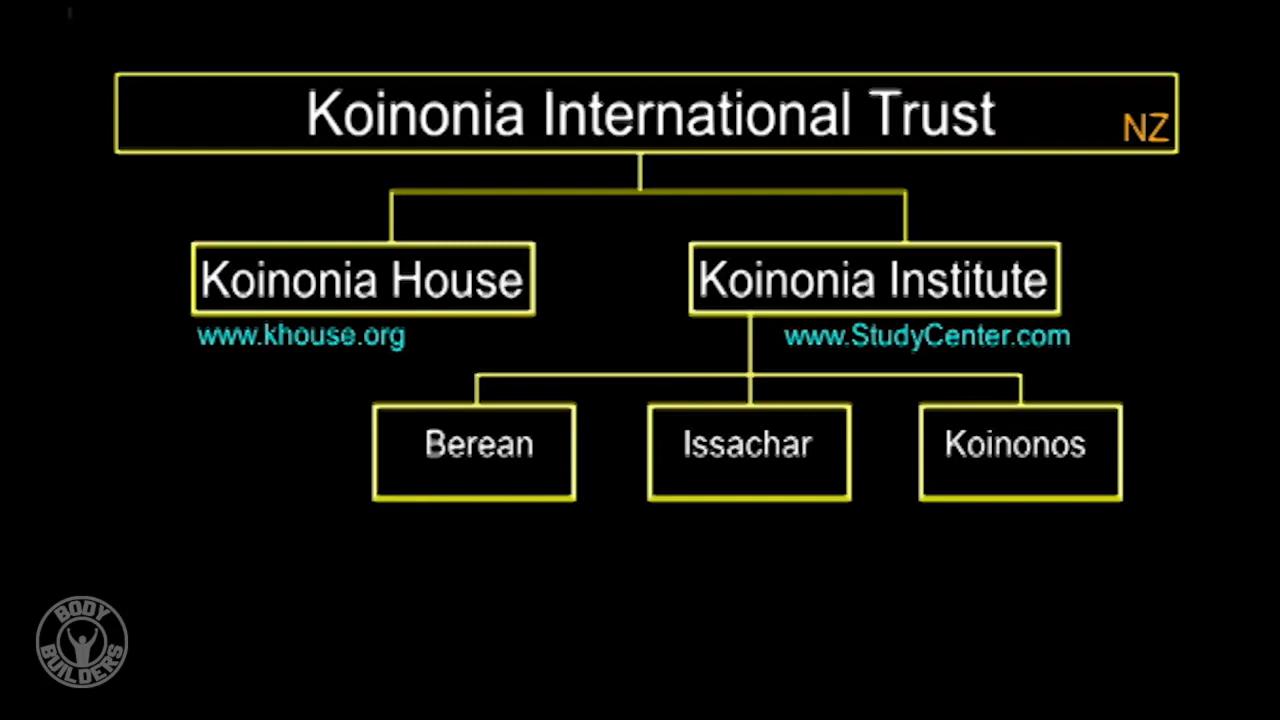 Koinonia International Trust
NZ
Koinonia House
Koinonia Institute
www.khouse.org
www.StudyCenter.com
Berean
Issachar
Koinonos
BODY
BUILDERS